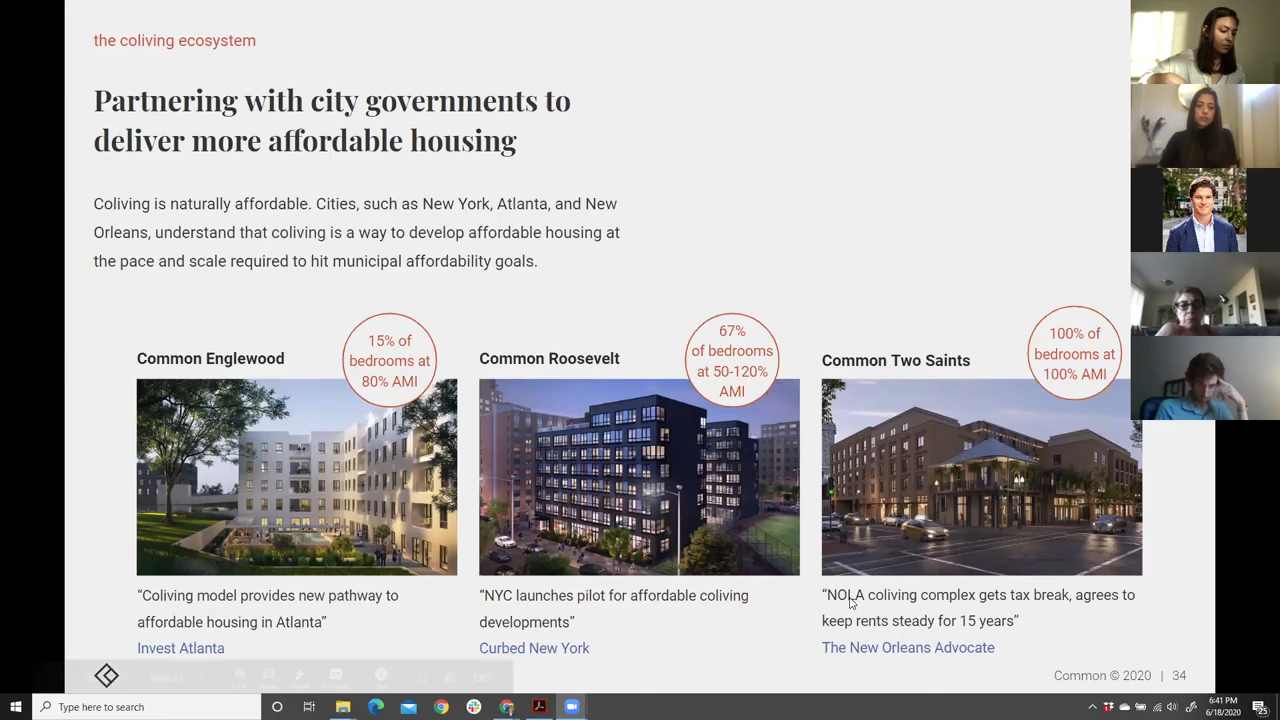 the coliving ecosystem
Partnering with city governments to
deliver more affordable housing
Coliving is naturally affordable. Cities, such as New York, Atlanta, and New
Orleans, understand that coliving is a way to develop affordable housing at
the pace and scale required to hit municipal affordability goals.
Common Englewood
15% of
bedrooms at
80% AMI
“Coliving model provides new pathway to
affordable housing in Atlanta”
Invest Atlanta
Common Roosevelt
67%
of bedrooms
at 50-120%
AMI
“NYC launches pilot for affordable coliving
developments”
Curbed New York
Common Two Saints
100% of
bedrooms at
100% AMI
“NOLA coliving complex gets tax break, agrees to
keep rents steady for 15 years”
The New Orleans Advocate
Slide 34
EXIT
Common © 2020 | 34
Type here to search
6:41 PM
6/18/2020
25